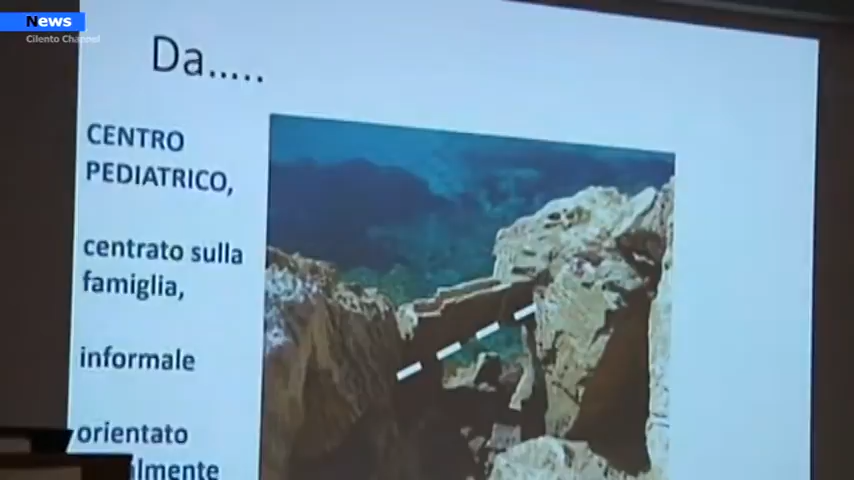 News
Cilento Channel
Da.....
CENTRO
PEDIATRICO,
centrato sulla
famiglia,
informale
orientato